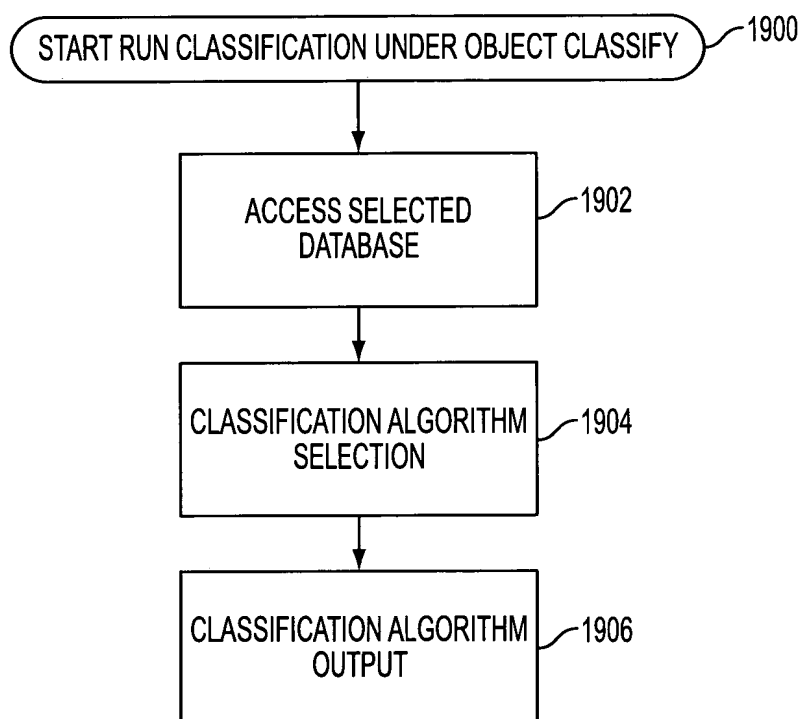 START RUN CLASSIFICATION UNDER OBJECT CLASSIFY
1900
ACCESS SELECTED
DATABASE
1902
CLASSIFICATION ALGORITHM
SELECTION
1904
CLASSIFICATION ALGORITHM
OUTPUT
1906